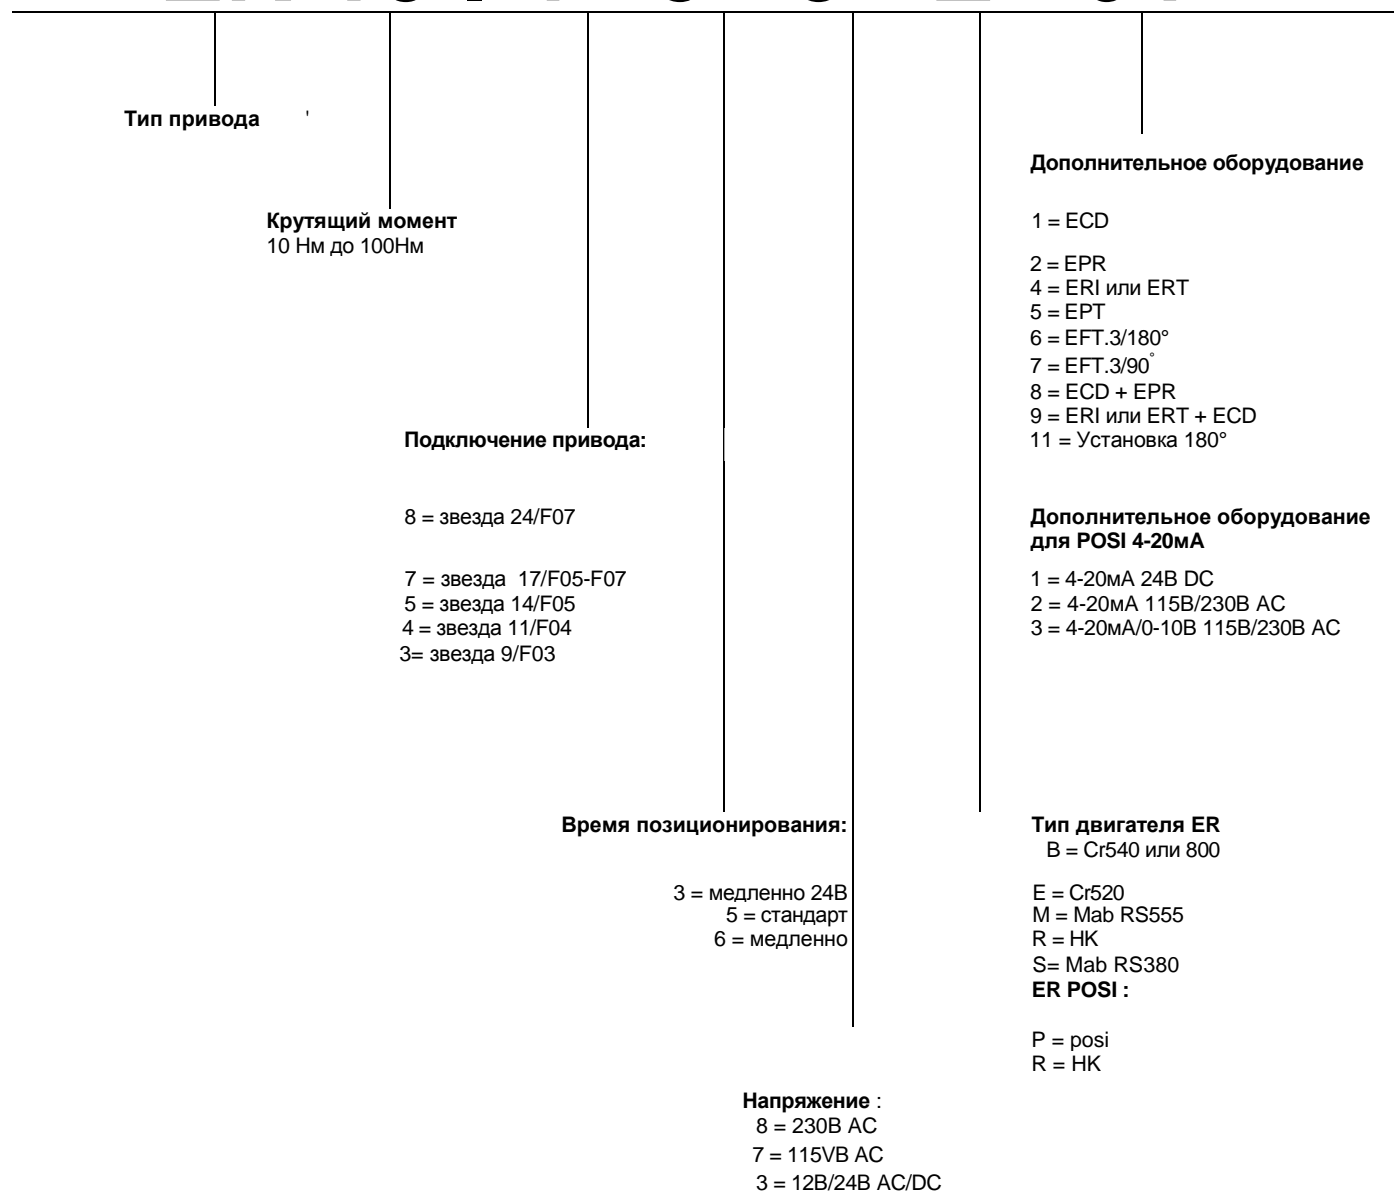 Тип привода '
Крутящий момент
10 Нм до 100Нм
Подключение привода:
8 = звезда 24/F07
7 = звезда 17/F05-F07
5 = звезда 14/F05
4 = звезда 11/F04
3= звезда 9/F03
Время позиционирования:
3 = медленно 24В
5 = стандарт
6 = медленно
Напряжение :
8 = 230В AC
7 = 115VВ AC
3 = 12В/24В AC/DC
Дополнительное оборудование
1 = ECD
2 = EPR
4 = ERI или ERT
5 = EPT
6 = EFT.3/180°
7 = EFT.3/90°
8 = ECD + EPR
9 = ERI или ERT + ECD
11 = Установка 180°
Дополнительное оборудование
для POSI 4-20мА
1 = 4-20мА 24В DC
2 = 4-20мА 115В/230В AC
3 = 4-20мА/0-10В 115В/230В AC
Тип двигателя ER
B = Cr540 или 800
E = Cr520
M = Mab RS555
R = HK
S= Mab RS380
ER POSI :
P = posi
R = HK